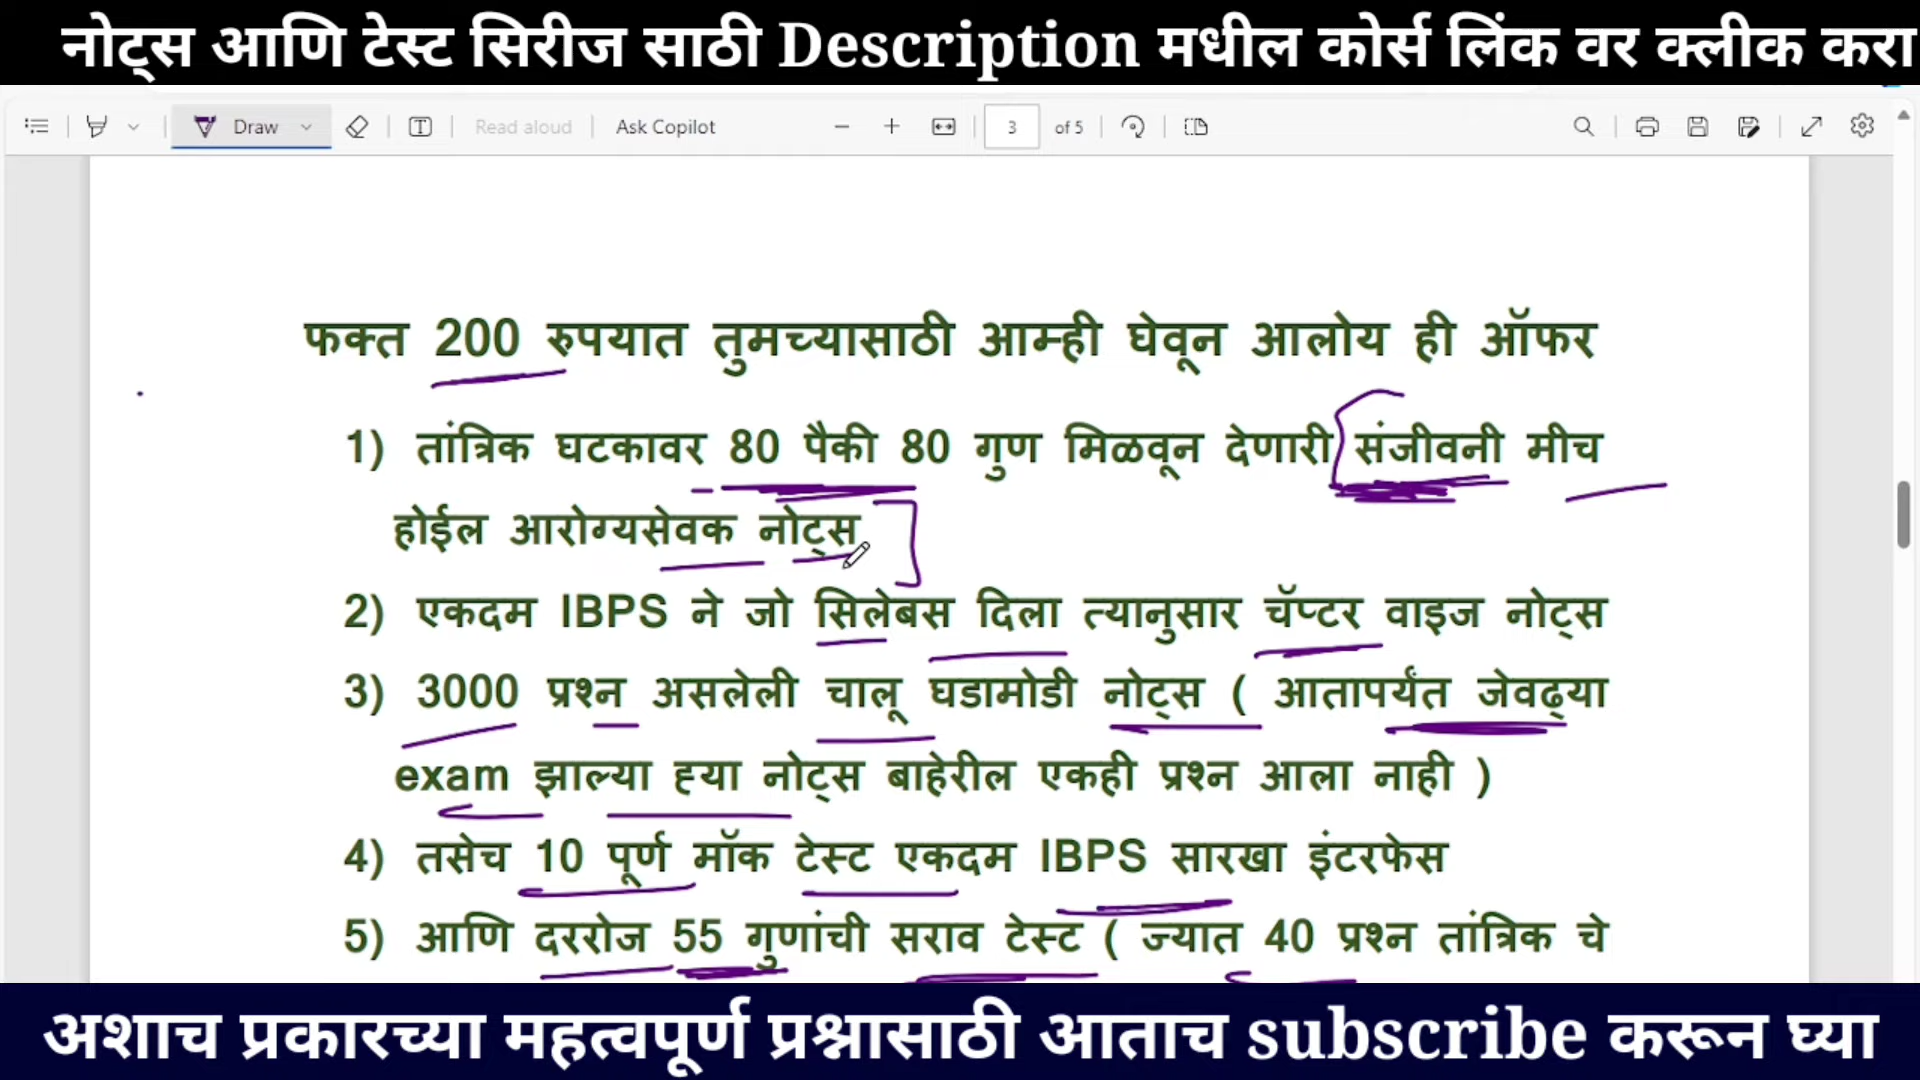 नोट्स आणि टेस्ट सिरीज साठी Description मधील कोर्स लिंक वर क्लीक करा
Draw Read aloud Ask Copilot 3 of 5
फक्त 200 रुपयात तुमच्यासाठी आम्ही घेवून आलोय ही ऑफर
1) तांत्रिक घटकावर 80 पैकी 80 गुण मिळवून देणारी संजीवनी मीच
होईल आरोग्यसेवक नोट्स
2) एकदम IBPS ने जो सिलेबस दिला त्यानुसार चॅप्टर वाइज नोट्स
3) 3000 प्रश्न असलेली चालू घडामोडी नोट्स ( आतापर्यंत जेवढ्या
exam झाल्या ह्या नोट्स बाहेरील एकही प्रश्न आला नाही )
4) तसेच 10 पूर्ण मॉक टेस्ट एकदम IBPS सारखा इंटरफेस
5) आणि दररोज 55 गुणांची सराव टेस्ट ( ज्यात 40 प्रश्न तांत्रिक चे
अशाच प्रकारच्या महत्वपूर्ण प्रश्नासाठी आताच subscribe करून घ्या